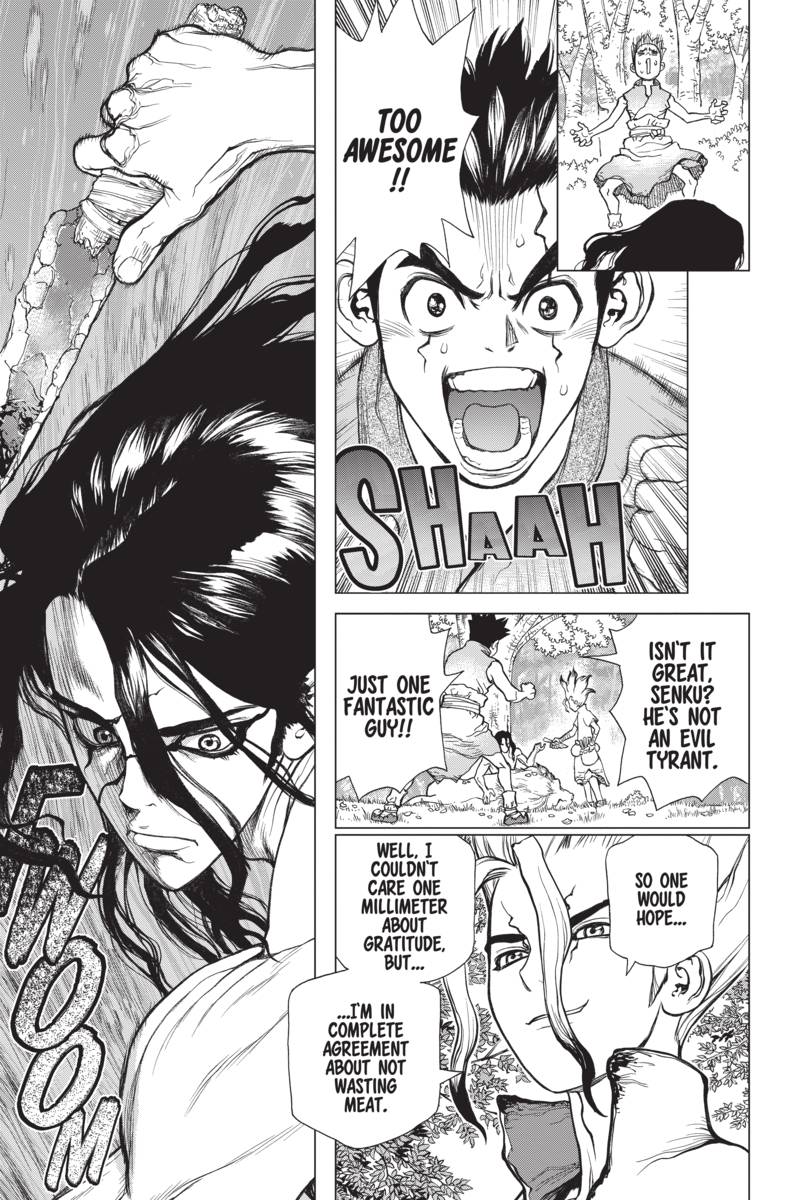 TOO
AWESOME
!!
SHAAH
ISN'T IT
GREAT,
SENKU?
HE'S NOT
AN EVIL
TYRANT.
JUST ONE
FANTASTIC
GUY!!
SO ONE
WOULD
HOPE...
WELL, I
COULDN'T
CARE ONE
MILLIMETER
ABOUT
GRATITUDE,
BUT...
...I'M IN
COMPLETE
AGREEMENT
ABOUT NOT
WASTING
MEAT.
FWOOOM